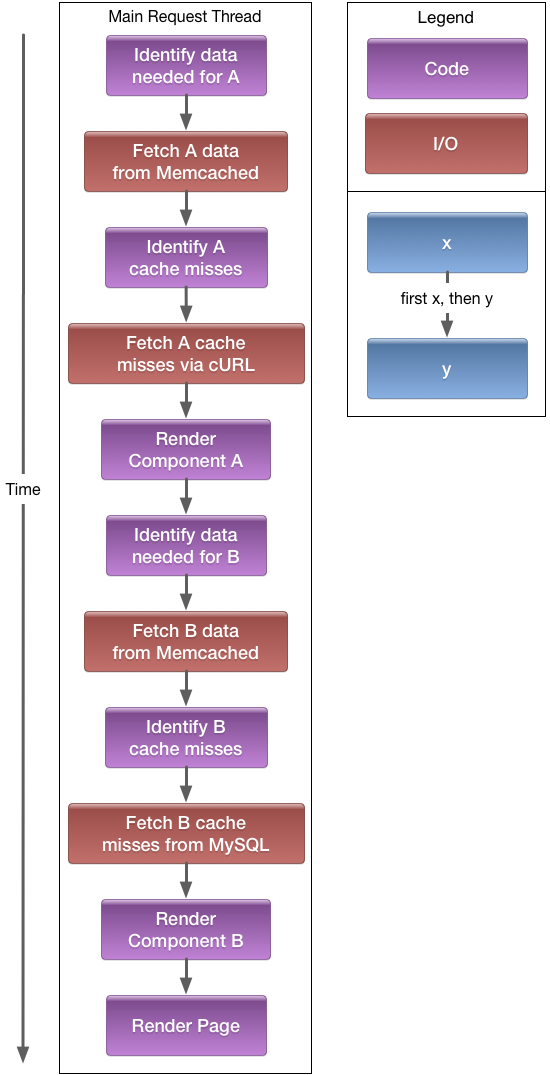 Main Request Thread
Identify data
needed for A
Fetch A data
from Memcached
Identify A
cache misses
Fetch A cache
misses via cURL
Render
Component A
Identify data
needed for B
Fetch B data
from Memcached
Identify B
cache misses
Fetch B cache
misses from MySQL
Render
Component B
Render Page
Time
Legend
Code
I/O
x
first x, then y
y